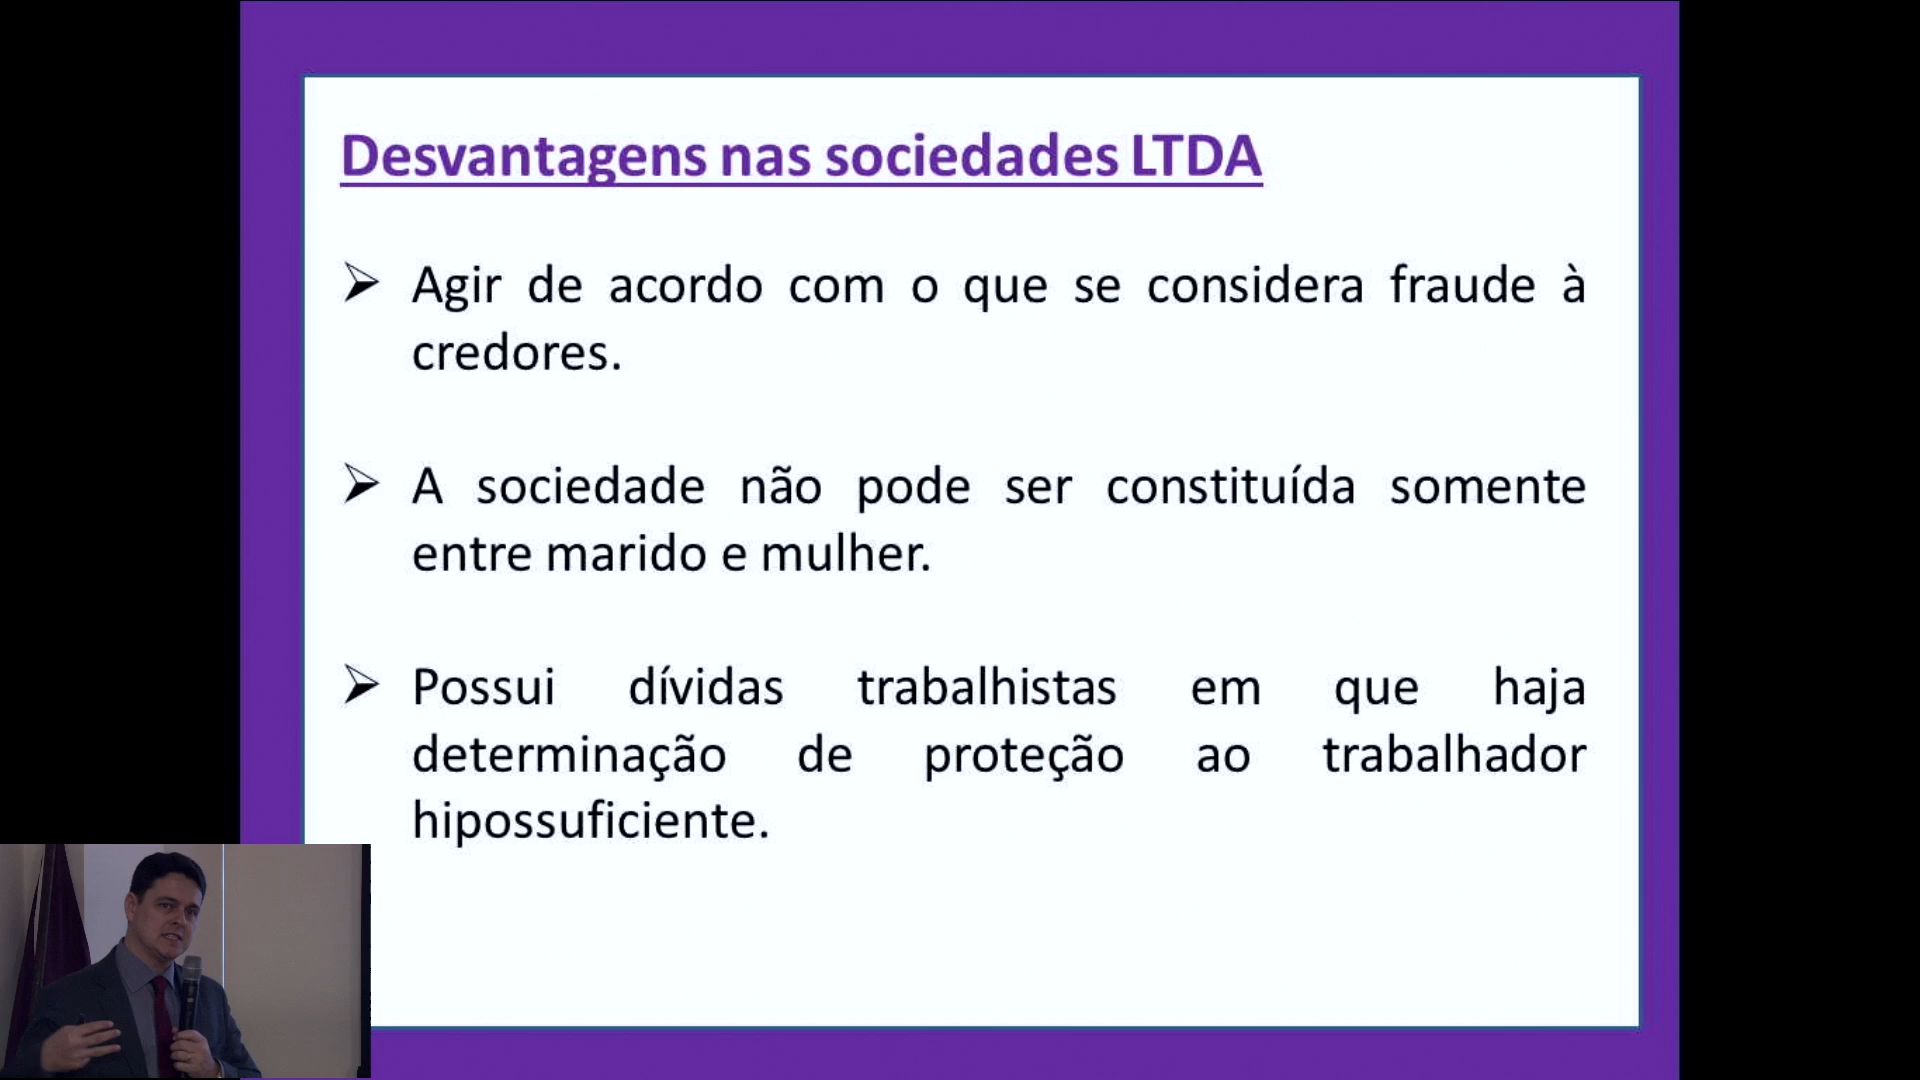 Desvantagens nas sociedades LTDA
➢ Agir de acordo com o que se considera fraude à
credores.
➢ A sociedade não pode ser constituída somente
entre marido e mulher.
➢ Possui dívidas trabalhistas em que haja
determinação de proteção ao trabalhador
hipossuficiente.